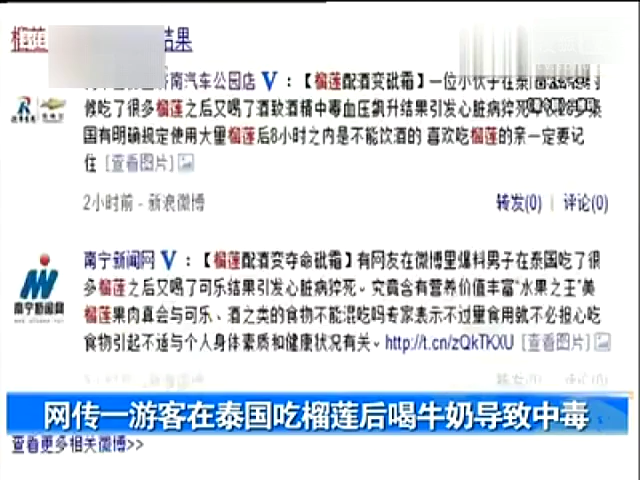 结果
汽车公园店 V ：【榴莲配酒变砒霜】一位小伙子在泰
候吃了很多榴莲之后又喝了酒致酒精中毒血压飙升结果引发心脏病猝死
国有明确规定使用大量榴莲后8小时之内是不能饮酒的 喜欢吃榴莲的亲一定要记
住 [查看图片]
2小时前 - 新浪微博
转发(0) | 评论(0)
南宁新闻网 V ：【榴莲配酒变夺命砒霜】有网友在微博里爆料男子在泰国吃了很
多榴莲之后又喝了可乐结果引发心脏病猝死。究竟含有营养价值丰富“水果之王”美
榴莲果肉真会与可乐、酒之类的食物不能混吃吗专家表示不过量食用就不必担心吃
食物引起不适与个人身体素质和健康状况有关。http://t.cn/zQkTKXU [查看图片]
南宁新闻网
网传一游客在泰国吃榴莲后喝牛奶导致中毒
查看更多相关微博>>